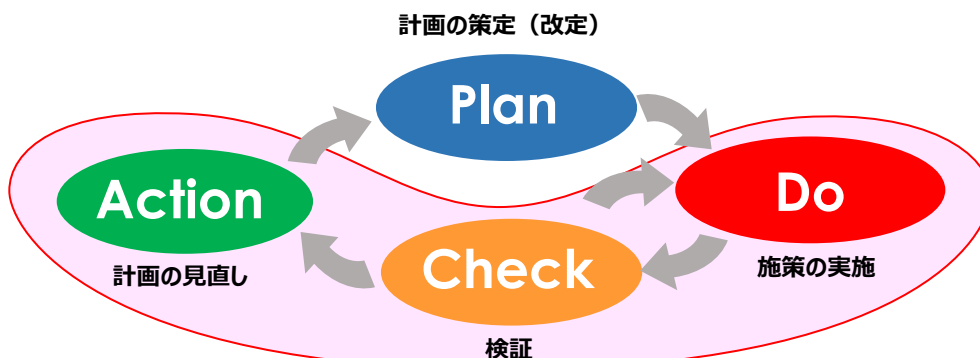 計画の策定（改定）
Plan
Action
Do
計画の見直し
Check
施策の実施
検証